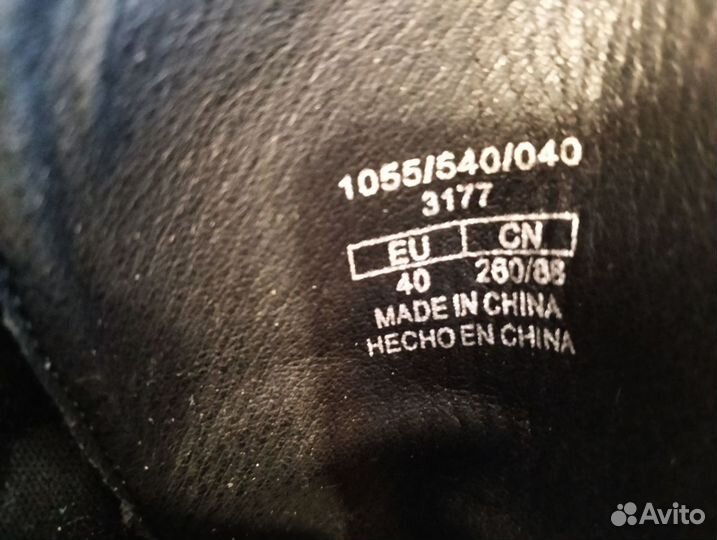 1055/540/040
3177
EU CN
40 260/88
MADE IN CHINA
HECHO EN CHINA
Avito